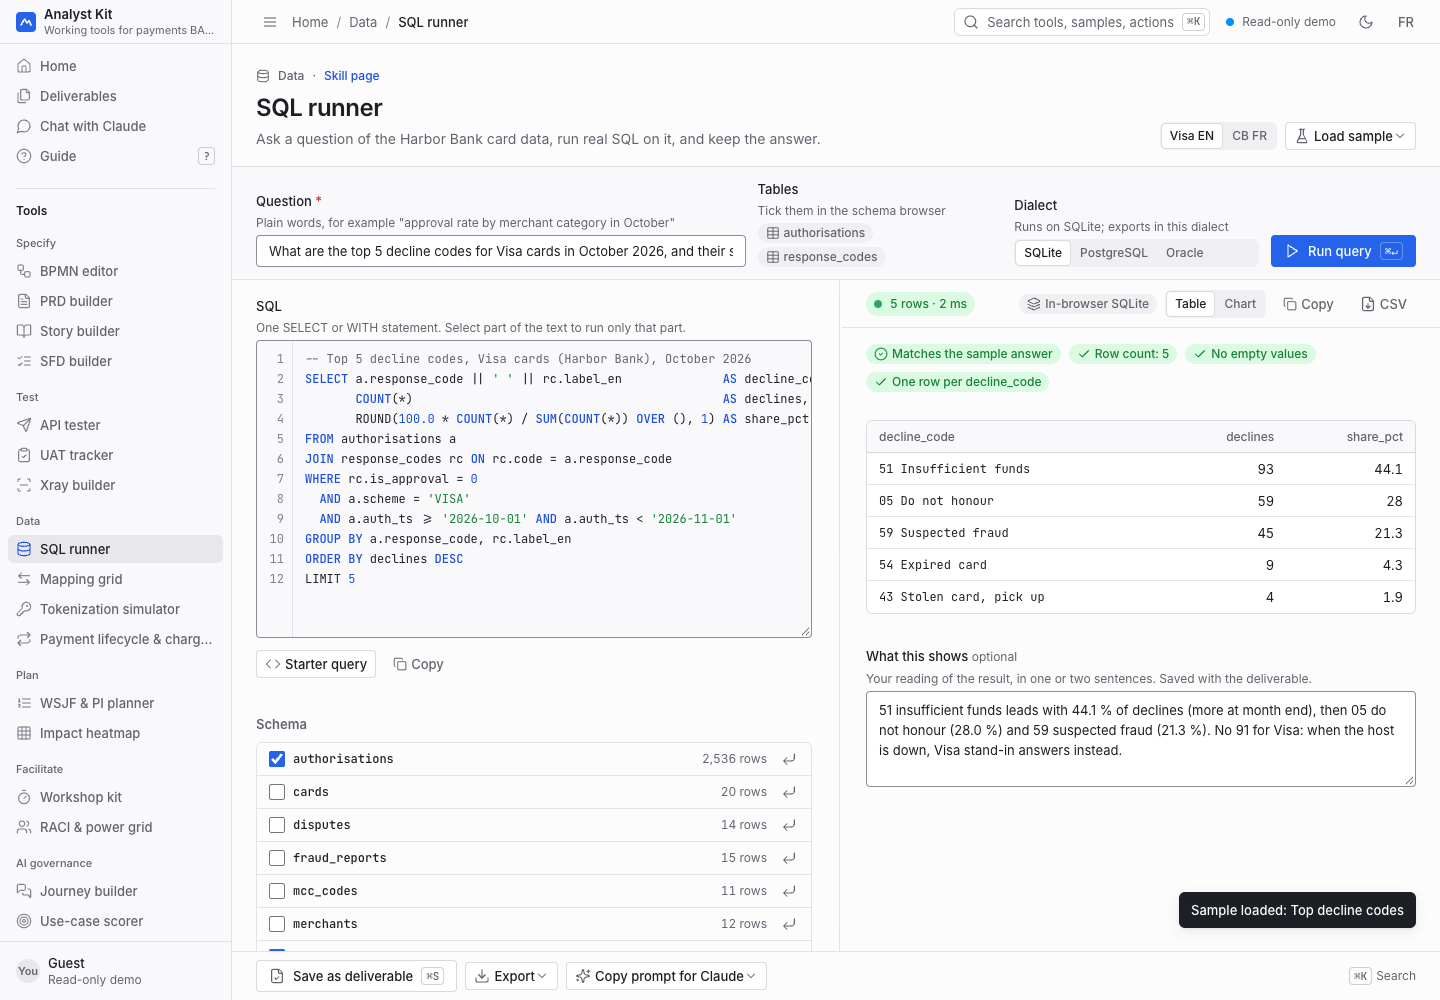 Analyst Kit
Working tools for payments BA...
Home
Deliverables
Chat with Claude
Guide
?
Tools
Specify
BPMN editor
PRD builder
Story builder
SFD builder
Test
API tester
UAT tracker
Xray builder
Data
SQL runner
Mapping grid
Tokenization simulator
Payment lifecycle & charg...
Plan
WSJF & PI planner
Impact heatmap
Facilitate
Workshop kit
RACI & power grid
AI governance
Journey builder
Use-case scorer
You
Guest
Read-only demo
Home / Data / SQL runner
Search tools, samples, actions ⌘K
Read-only demo
FR
Data · Skill page
SQL runner
Ask a question of the Harbor Bank card data, run real SQL on it, and keep the answer.
Visa EN CB FR
Load sample
Question *
Plain words, for example "approval rate by merchant category in October"
What are the top 5 decline codes for Visa cards in October 2026, and their s
Tables
Tick them in the schema browser
authorisations
response_codes
Dialect
Runs on SQLite; exports in this dialect
SQLite PostgreSQL Oracle
Run query ⌘↵
SQL
One SELECT or WITH statement. Select part of the text to run only that part.
1 -- Top 5 decline codes, Visa cards (Harbor Bank), October 2026
2 SELECT a.response_code || ' ' || rc.label_en AS decline_co
3 COUNT(*) AS declines,
4 ROUND(100.0 * COUNT(*) / SUM(COUNT(*)) OVER (), 1) AS share_pct
5 FROM authorisations a
6 JOIN response_codes rc ON rc.code = a.response_code
7 WHERE rc.is_approval = 0
8 AND a.scheme = 'VISA'
9 AND a.auth_ts >= '2026-10-01' AND a.auth_ts < '2026-11-01'
10 GROUP BY a.response_code, rc.label_en
11 ORDER BY declines DESC
12 LIMIT 5
Starter query
Copy
Schema
authorisations 2,536 rows
cards 20 rows
disputes 14 rows
fraud_reports 15 rows
mcc_codes 11 rows
merchants 12 rows
5 rows · 2 ms
In-browser SQLite
Table Chart
Copy
CSV
Matches the sample answer
Row count: 5
No empty values
One row per decline_code
decline_code declines share_pct
51 Insufficient funds 93 44.1
05 Do not honour 59 28
59 Suspected fraud 45 21.3
54 Expired card 9 4.3
43 Stolen card, pick up 4 1.9
What this shows optional
Your reading of the result, in one or two sentences. Saved with the deliverable.
51 insufficient funds leads with 44.1 % of declines (more at month end), then 05 do
not honour (28.0 %) and 59 suspected fraud (21.3 %). No 91 for Visa: when the host
is down, Visa stand-in answers instead.
Sample loaded: Top decline codes
Save as deliverable ⌘S
Export
Copy prompt for Claude
⌘K Search